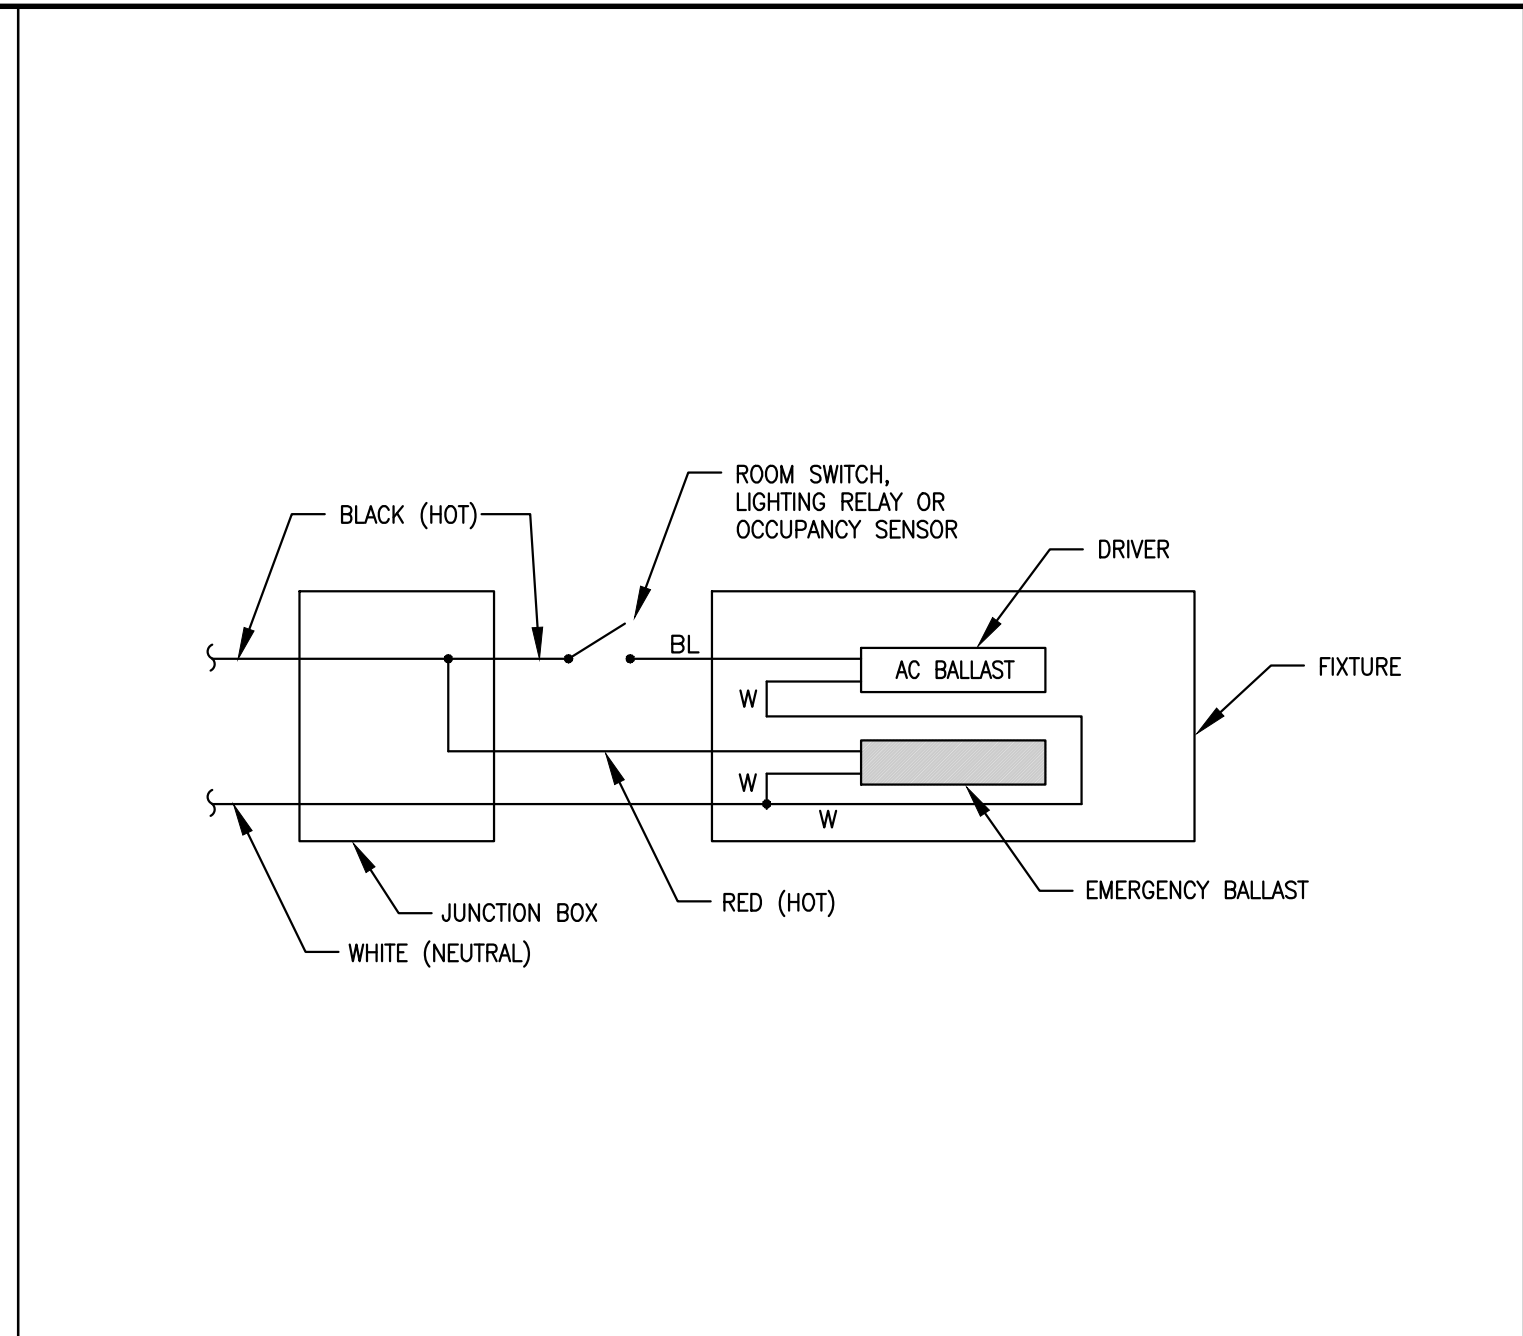 ROOM SWITCH,
LIGHTING RELAY OR
OCCUPANCY SENSOR
BLACK (HOT)
DRIVER
BL
AC BALLAST
FIXTURE
W
W
W
EMERGENCY BALLAST
RED (HOT)
JUNCTION BOX
WHITE (NEUTRAL)